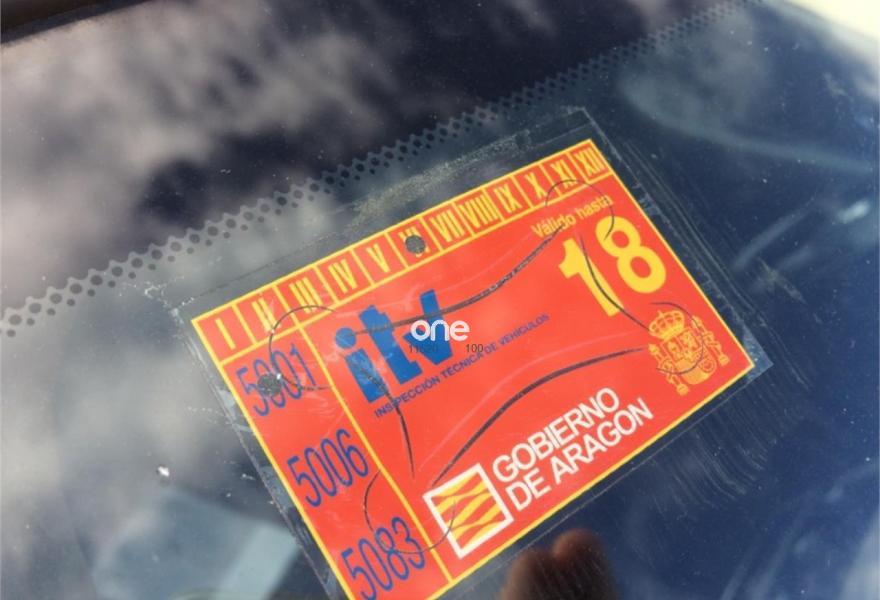 I II III IV V VI VII VIII IX X XI XII
Válido hasta
18
itv
one
INSPECCIÓN TÉCNICA DE VEHICULOS
5001
5006
5083
GOBIERNO
DE ARAGON